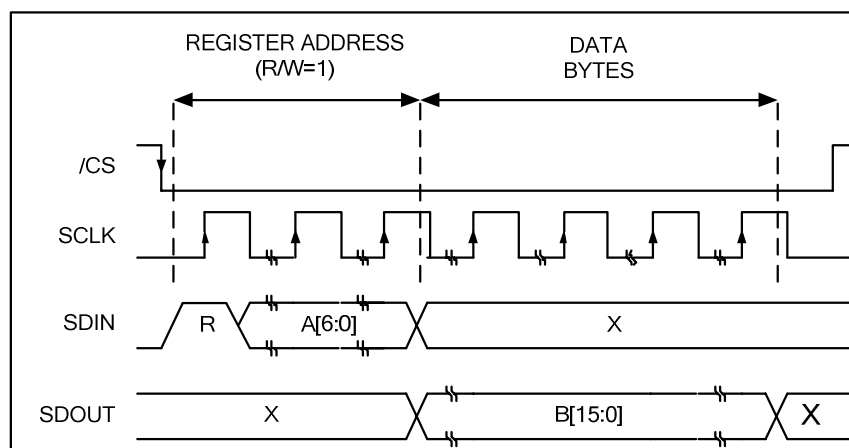 REGISTER ADDRESS
(R/W=1)
DATA
BYTES
/CS
SCLK
SDIN
R
A[6:0]
X
SDOUT
X
B[15:0]
X